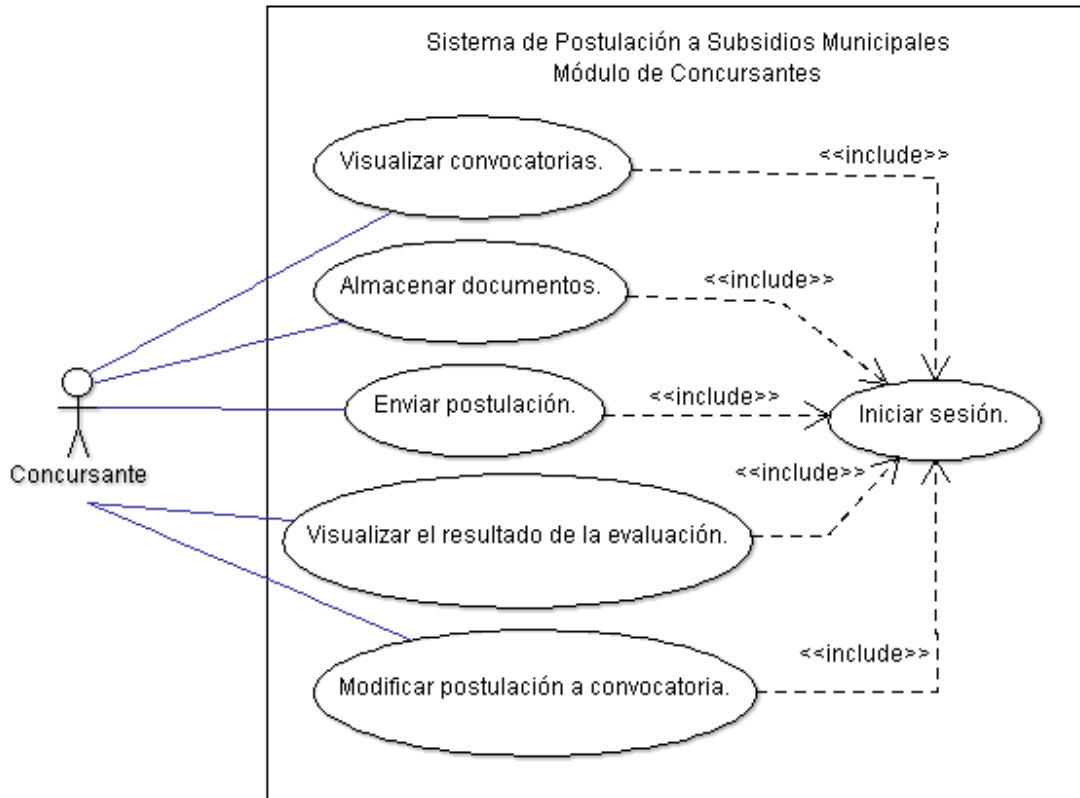 Sistema de Postulación a Subsidios Municipales
Módulo de Concursantes
Visualizar convocatorias.
<<include>>
Almacenar documentos.
<<include>>
Enviar postulación.
<<include>>
Iniciar sesión.
Concursante
<<include>>
Visualizar el resultado de la evaluación.
<<include>>
Modificar postulación a convocatoria.